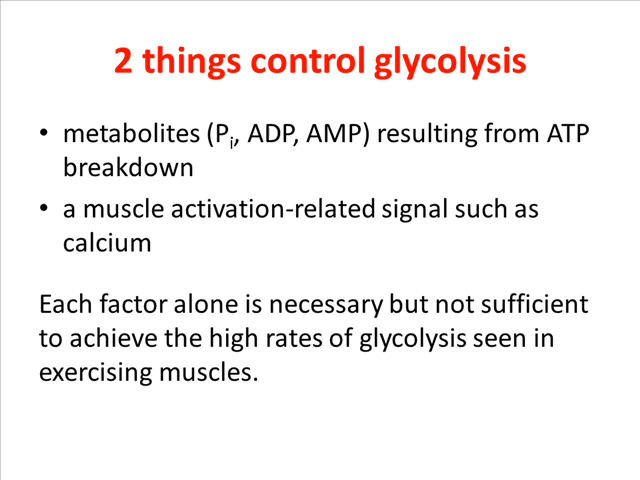 2 things control glycolysis
• metabolites (Pi, ADP, AMP) resulting from ATP
breakdown
• a muscle activation-related signal such as
calcium
Each factor alone is necessary but not sufficient
to achieve the high rates of glycolysis seen in
exercising muscles.